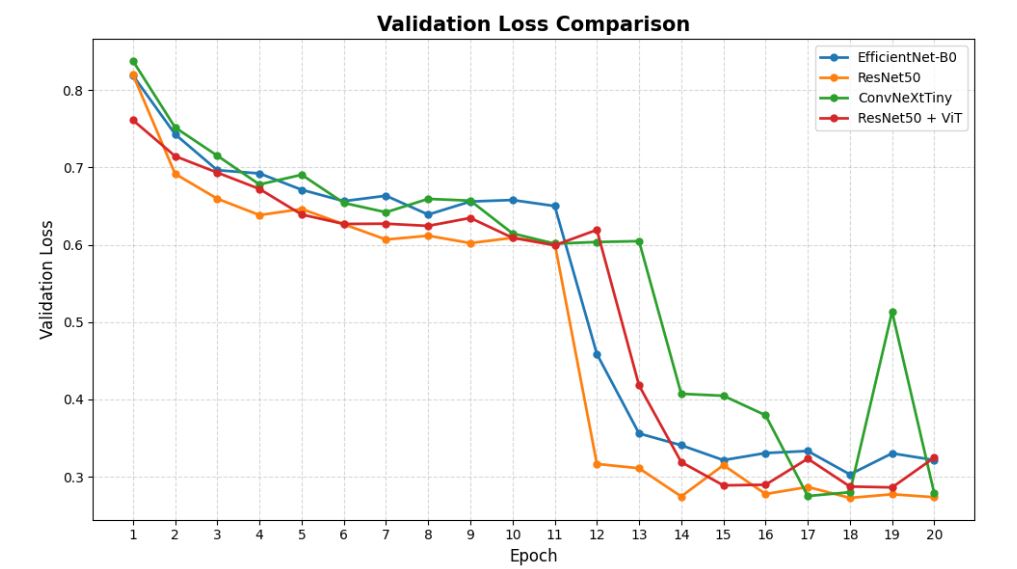 Validation Loss Comparison
EfficientNet-B0
ResNet50
ConvNeXtTiny
ResNet50 + ViT
Validation Loss
0.8
0.7
0.6
0.5
0.4
0.3
1 2 3 4 5 6 7 8 9 10 11 12 13 14 15 16 17 18 19 20
Epoch